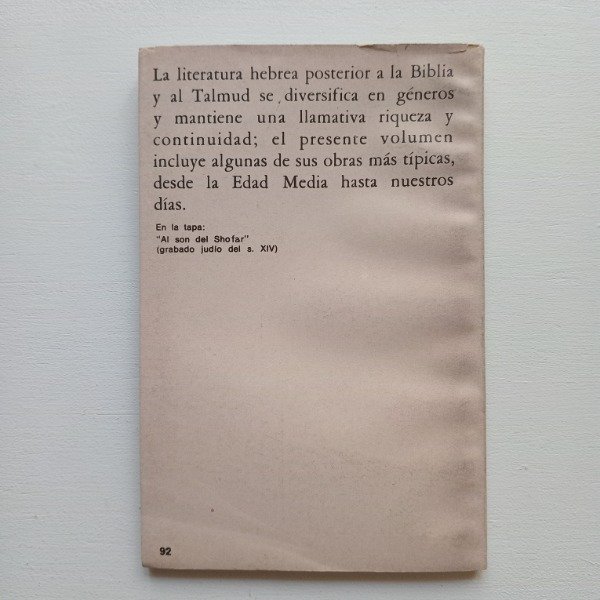 La literatura hebrea posterior a la Biblia
y al Talmud se diversifica en géneros
y mantiene una llamativa riqueza y
continuidad; el presente volumen
incluye algunas de sus obras más típicas,
desde la Edad Media hasta nuestros
días.
En la tapa:
"Al son del Shofar"
(grabado judío del s. XIV)
92